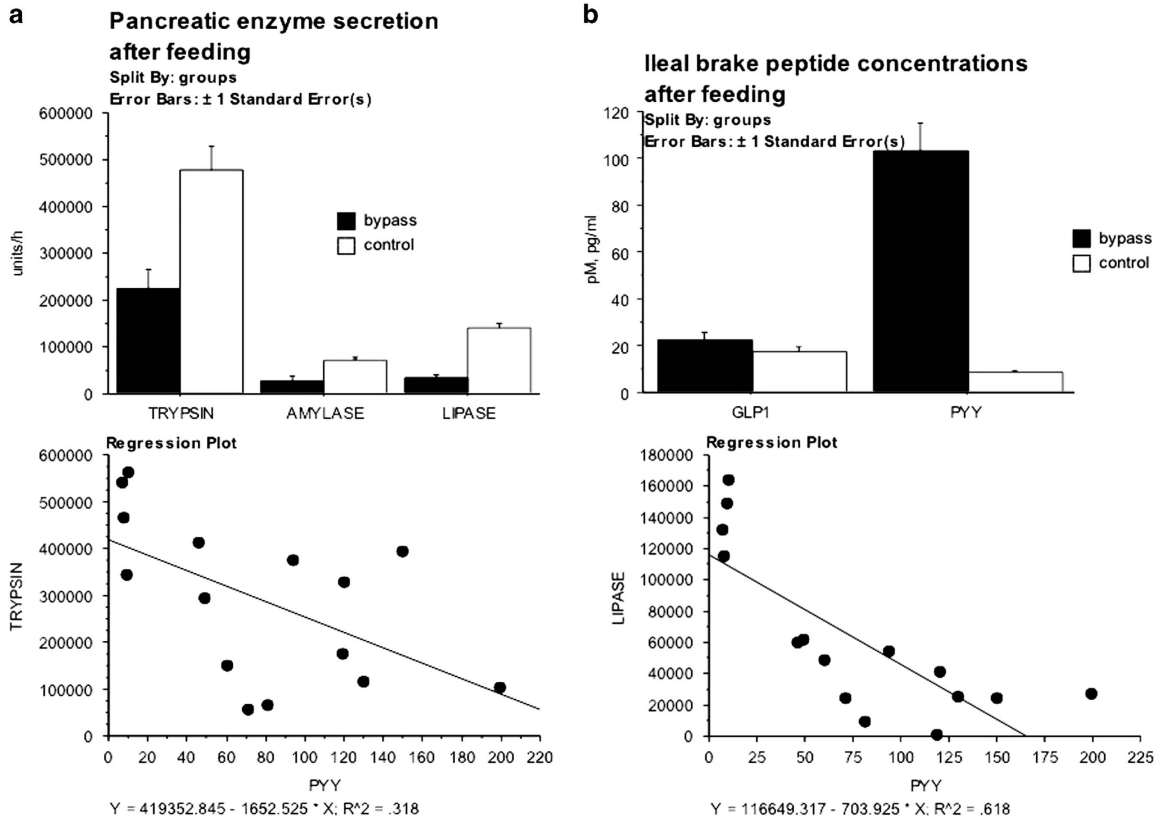 a
Pancreatic enzyme secretion
after feeding
Split By: groups
Error Bars: ± 1 Standard Error(s)
600000
500000
400000
300000
200000
100000
0
units/h
bypass
control
TRYPSIN AMYLASE LIPASE
b
Ileal brake peptide concentrations
after feeding
Split By: groups
Error Bars: ± 1 Standard Error(s)
120
100
80
60
40
20
0
pM, pg/ml
bypass
control
GLP1 PYY
Regression Plot
600000
500000
400000
300000
200000
100000
0
TRYPSIN
0 20 40 60 80 100 120 140 160 180 200 220
PYY
Y = 419352.845 - 1652.525 * X; R^2 = .318
Regression Plot
180000
160000
140000
120000
100000
80000
60000
40000
20000
0
LIPASE
0 25 50 75 100 125 150 175 200 225
PYY
Y = 116649.317 - 703.925 * X; R^2 = .618